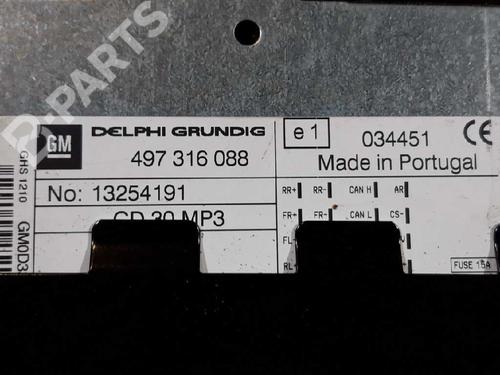 D-PARTS
GM
DELPHI GRUNDIG
497 316 088
e1
034451
CE
Made in Portugal
No: 13254191
CD 30 MP3
GHS 1210
GM0D3
RR+ RR- CAN H AR
FR+ FR- CAN L CS-
FL
RL+
FUSE 15A